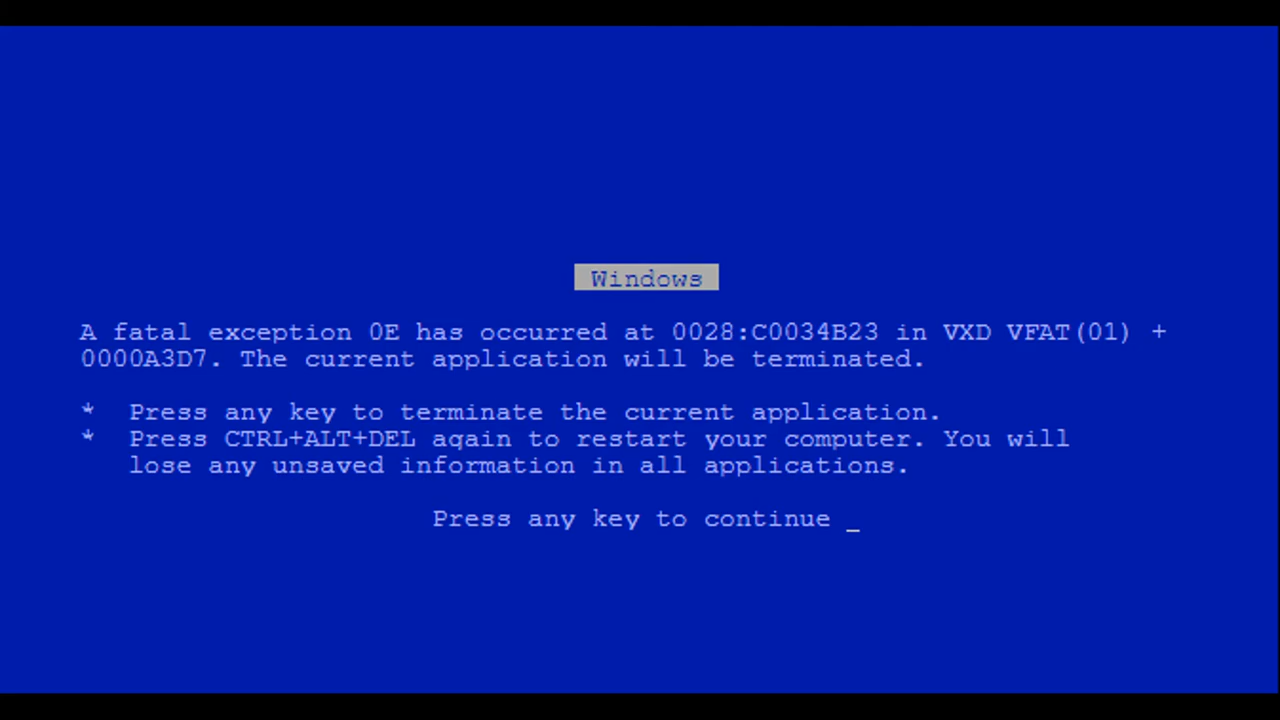 Windows
A fatal exception 0E has occurred at 0028:C0034B23 in VXD VFAT(01) +
0000A3D7. The current application will be terminated.
* Press any key to terminate the current application.
* Press CTRL+ALT+DEL again to restart your computer. You will
lose any unsaved information in all applications.
Press any key to continue _